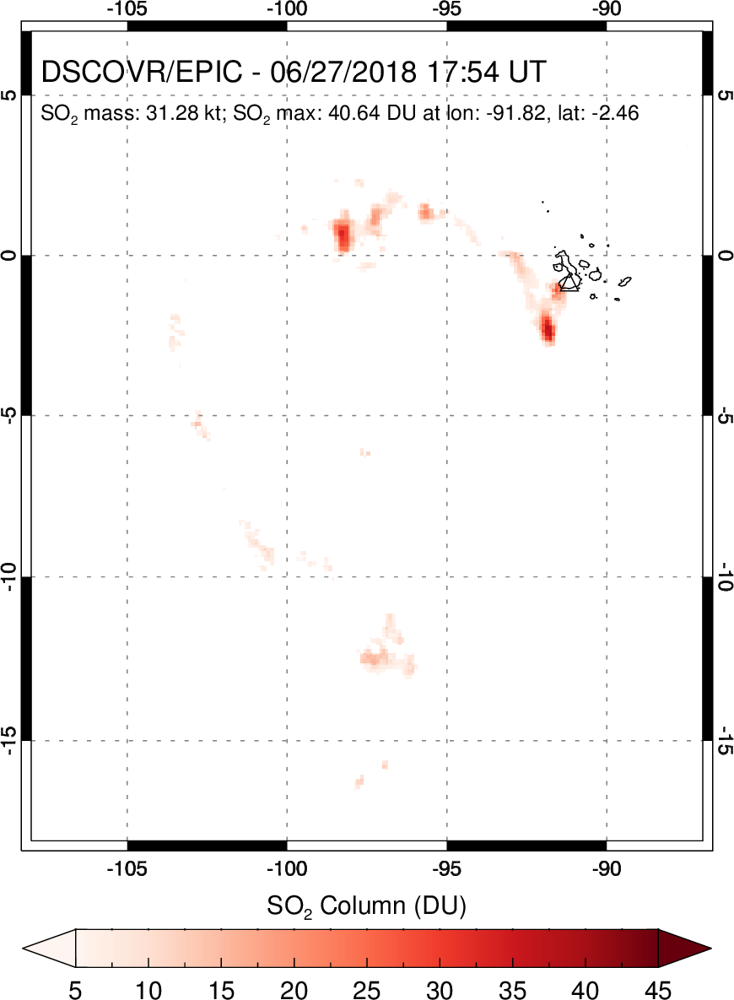 -105 -100 -95 -90
DSCOVR/EPIC - 06/27/2018 17:54 UT
SO₂ mass: 31.28 kt; SO₂ max: 40.64 DU at lon: -91.82, lat: -2.46
5 5
0 0
-5 -5
-10 -10
-15 -15
-105 -100 -95 -90
SO₂ Column (DU)
5 10 15 20 25 30 35 40 45